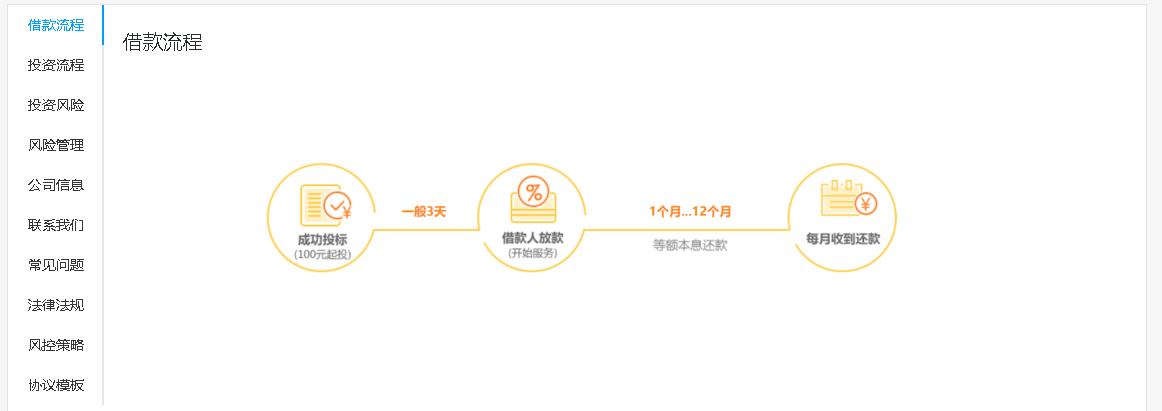 借款流程
投资流程
投资风险
风险管理
公司信息
联系我们
常见问题
法律法规
风控策略
协议模板
借款流程
成功投标
(100元起投)
一般3天
%
借款人放款
(开始服务)
1个月...12个月
等额本息还款
¥
每月收到还款